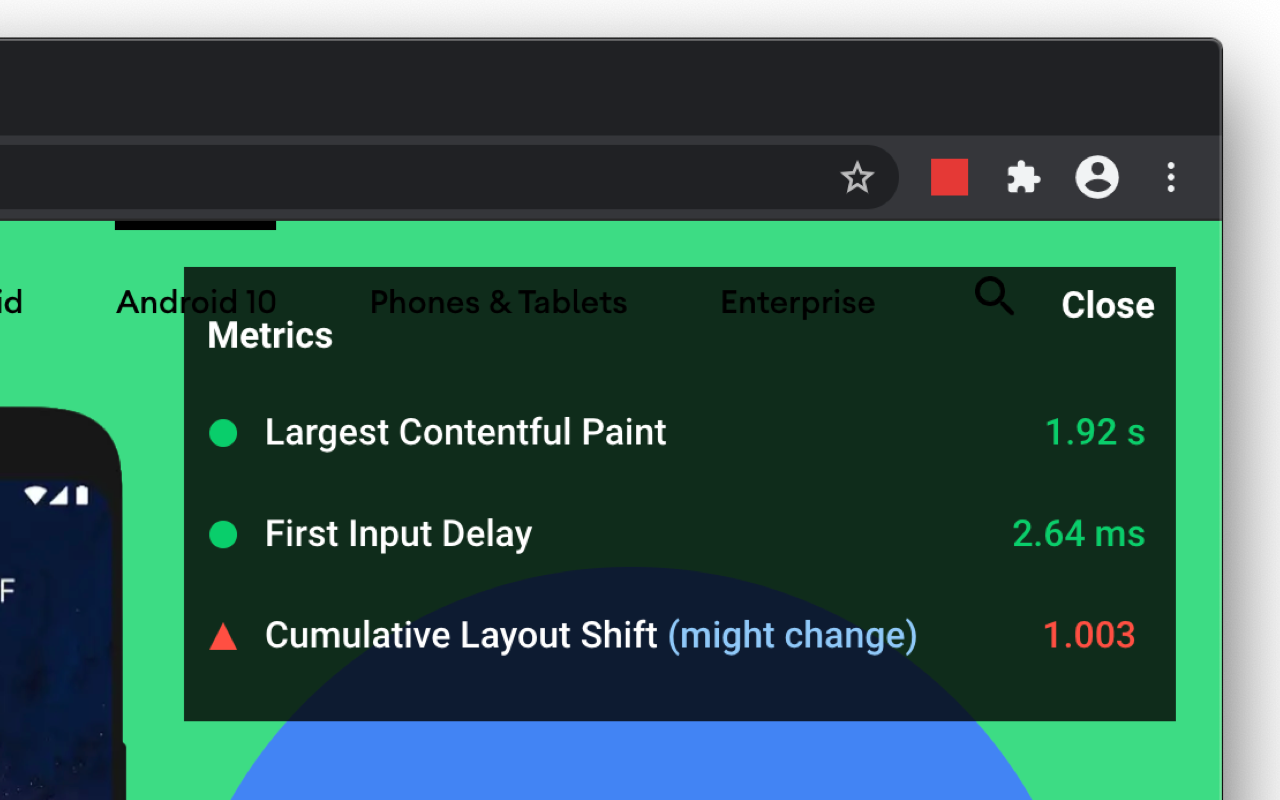 id Android 10 Phones & Tablets Enterprise Close
Metrics
Largest Contentful Paint 1.92 s
First Input Delay 2.64 ms
F
Cumulative Layout Shift (might change) 1.003